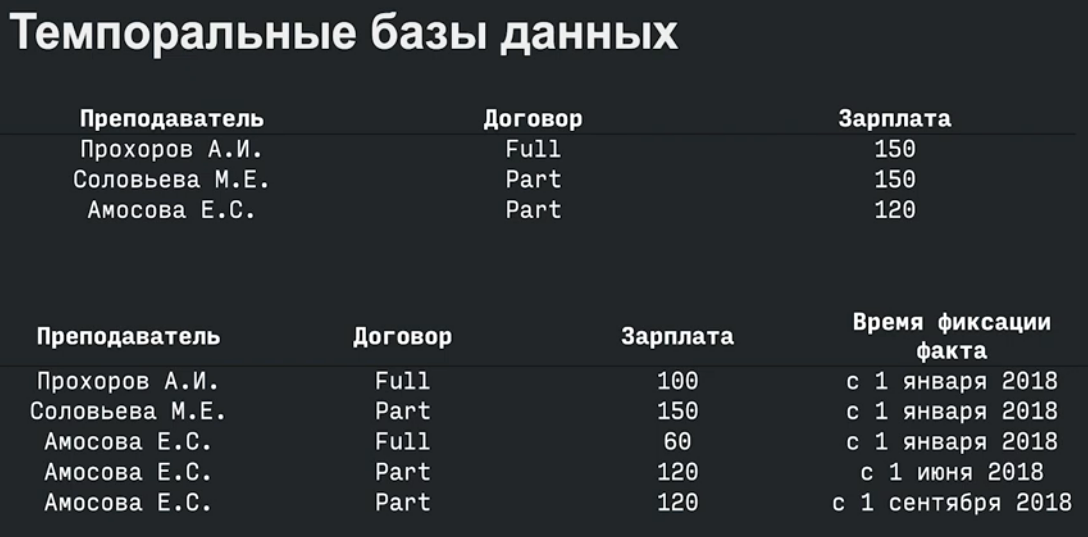 Темпоральные базы данных
Преподаватель Договор Зарплата
Прохоров А.И. Full 150
Соловьева М.Е. Part 150
Амосова Е.С. Part 120
Преподаватель Договор Зарплата Время фиксации факта
Прохоров А.И. Full 100 с 1 января 2018
Соловьева М.Е. Part 150 с 1 января 2018
Амосова Е.С. Full 60 с 1 января 2018
Амосова Е.С. Part 120 с 1 июня 2018
Амосова Е.С. Part 120 с 1 сентября 2018